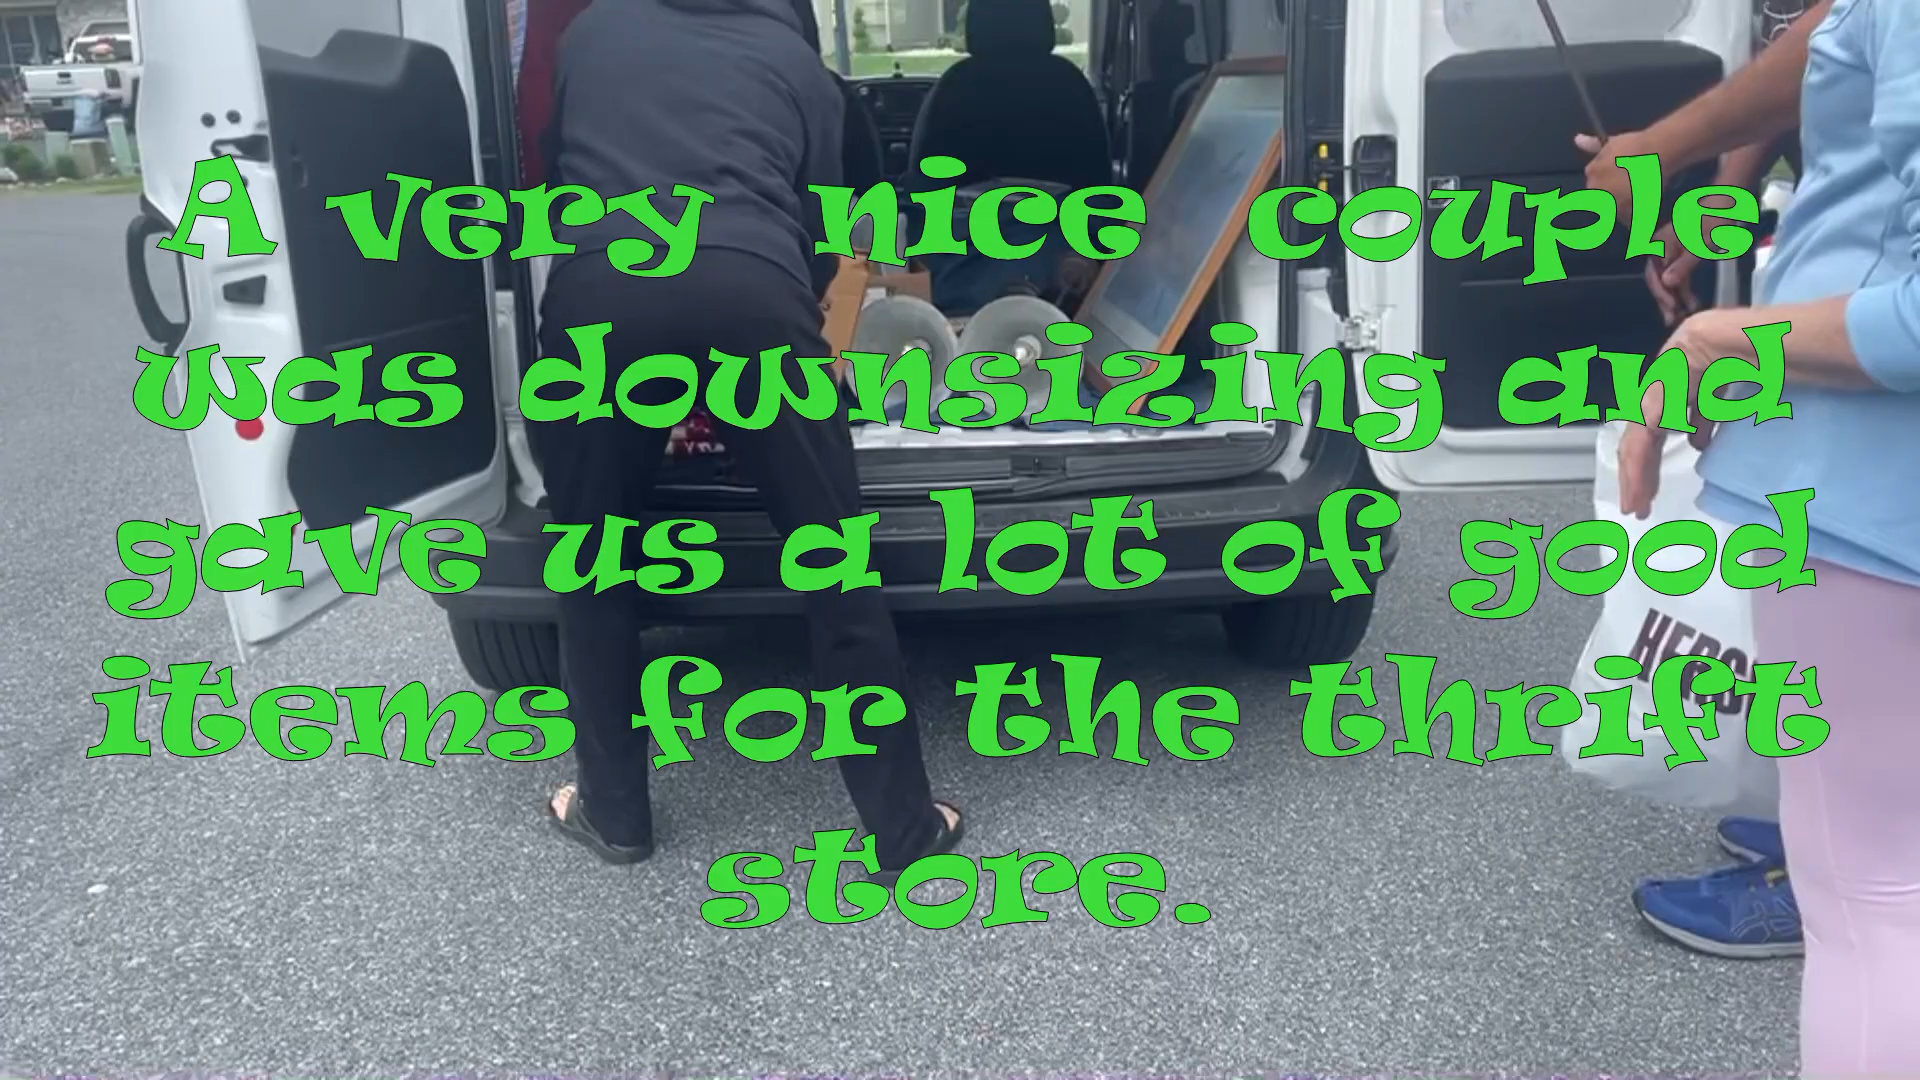 A very nice couple
was downsizing and
gave us a lot of good
items for the thrift
store.